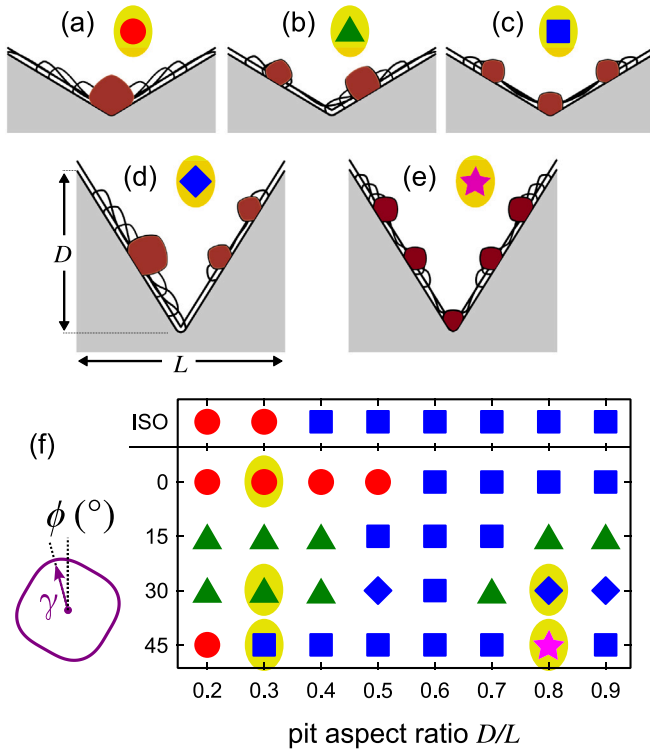 (a) (b) (c)
(d) (e)
D
L
(f)
ISO
0
15
30
45
ϕ (°)
γ
0.2 0.3 0.4 0.5 0.6 0.7 0.8 0.9
pit aspect ratio D/L